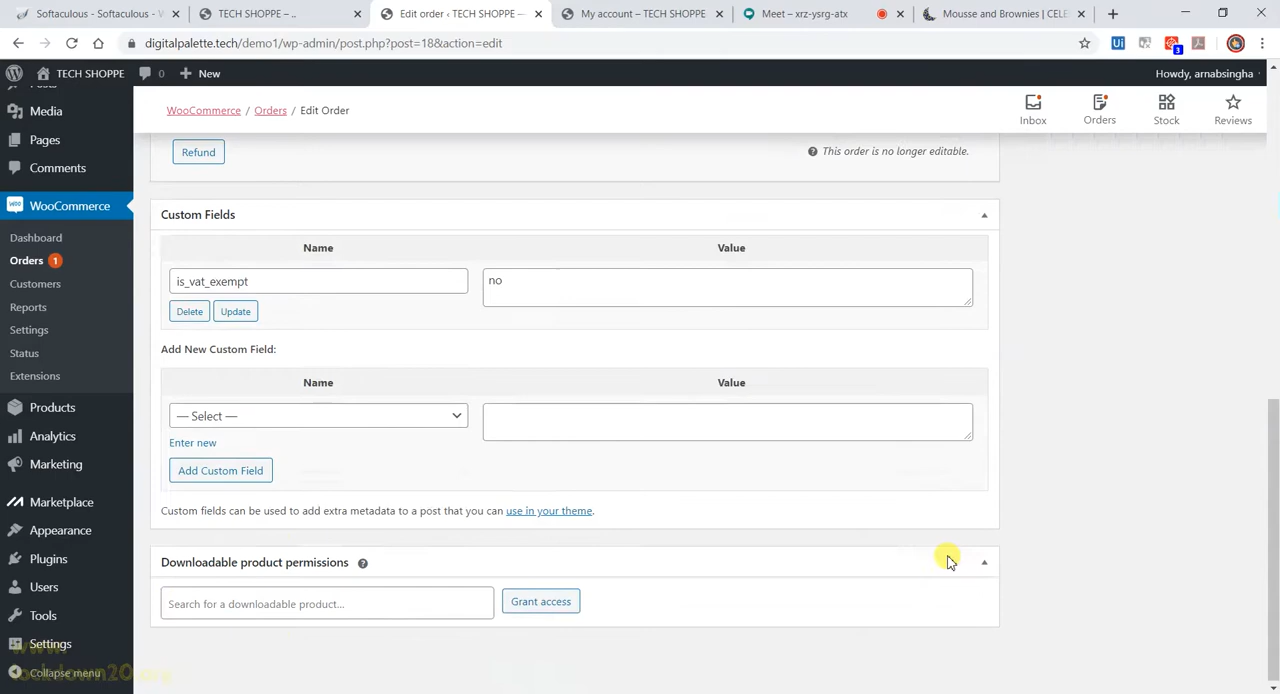 Softaculous - Softaculous - W
TECH SHOPPE – ..
Edit order ‹ TECH SHOPPE —
My account – TECH SHOPPE
Meet – xrz-ysrg-atx
Mousse and Brownies | CELE
digitalpalette.tech/demo1/wp-admin/post.php?post=18&action=edit
3
TECH SHOPPE
0
New
Howdy, arnabsingha
Posts
Media
Pages
Comments
WooCommerce
Dashboard
Orders 1
Customers
Reports
Settings
Status
Extensions
Products
Analytics
Marketing
Marketplace
Appearance
Plugins
Users
Tools
Settings
Collapse menu
WooCommerce / Orders / Edit Order
Inbox
Orders
Stock
Reviews
Refund
This order is no longer editable.
Custom Fields
Name
Value
is_vat_exempt
no
Delete
Update
Add New Custom Field:
Name
Value
— Select —
Enter new
Add Custom Field
Custom fields can be used to add extra metadata to a post that you can use in your theme.
Downloadable product permissions
Search for a downloadable product...
Grant access
www.
lockdown20.org